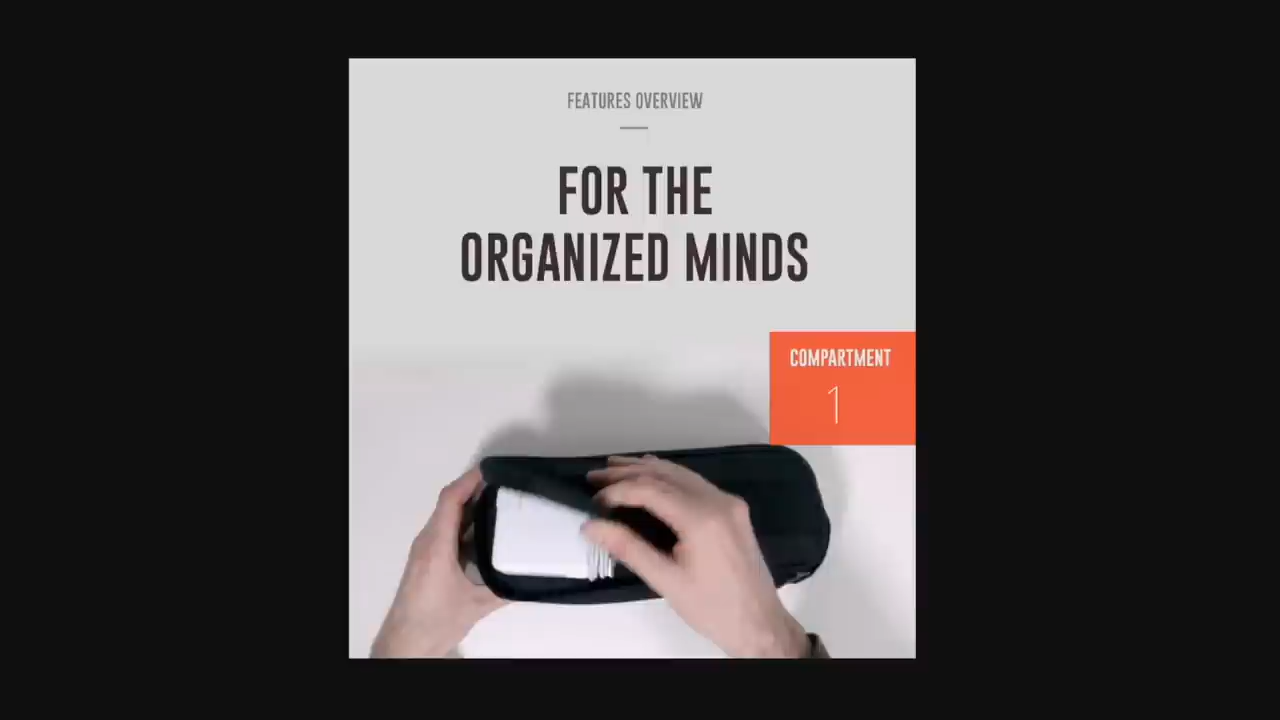 FEATURES OVERVIEW
FOR THE
ORGANIZED MINDS
COMPARTMENT
1